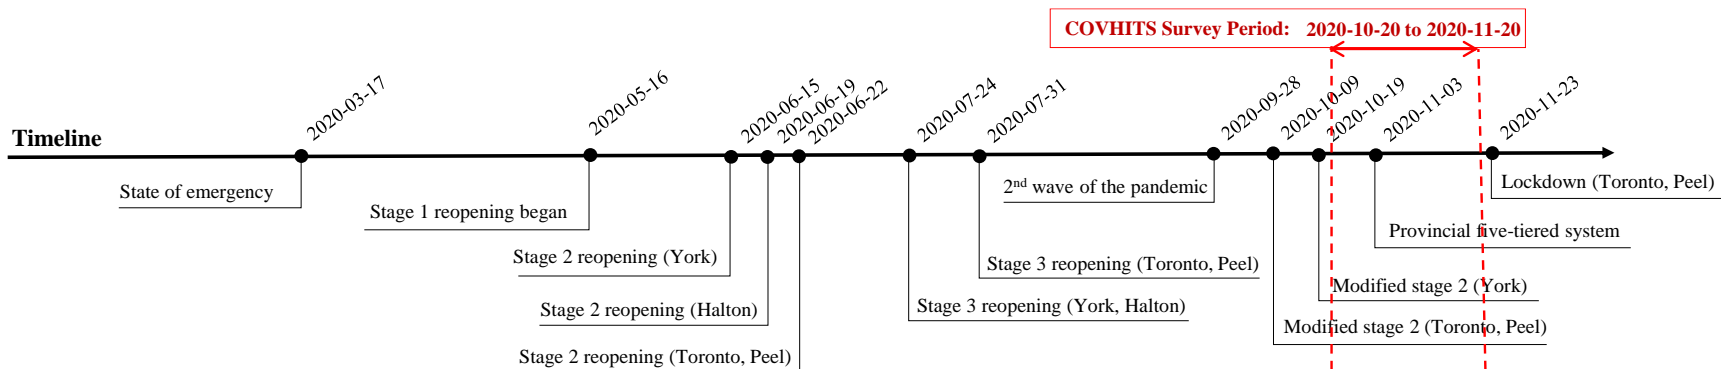 COVHITS Survey Period: 2020-10-20 to 2020-11-20
Timeline
2020-03-17
2020-05-16
2020-06-15
2020-06-19
2020-06-22
2020-07-24
2020-07-31
2020-09-28
2020-10-09
2020-10-19
2020-11-03
2020-11-23
State of emergency
Stage 1 reopening began
Stage 2 reopening (York)
Stage 2 reopening (Halton)
Stage 2 reopening (Toronto, Peel)
Stage 3 reopening (York, Halton)
Stage 3 reopening (Toronto, Peel)
2nd wave of the pandemic
Modified stage 2 (Toronto, Peel)
Modified stage 2 (York)
Provincial five-tiered system
Lockdown (Toronto, Peel)